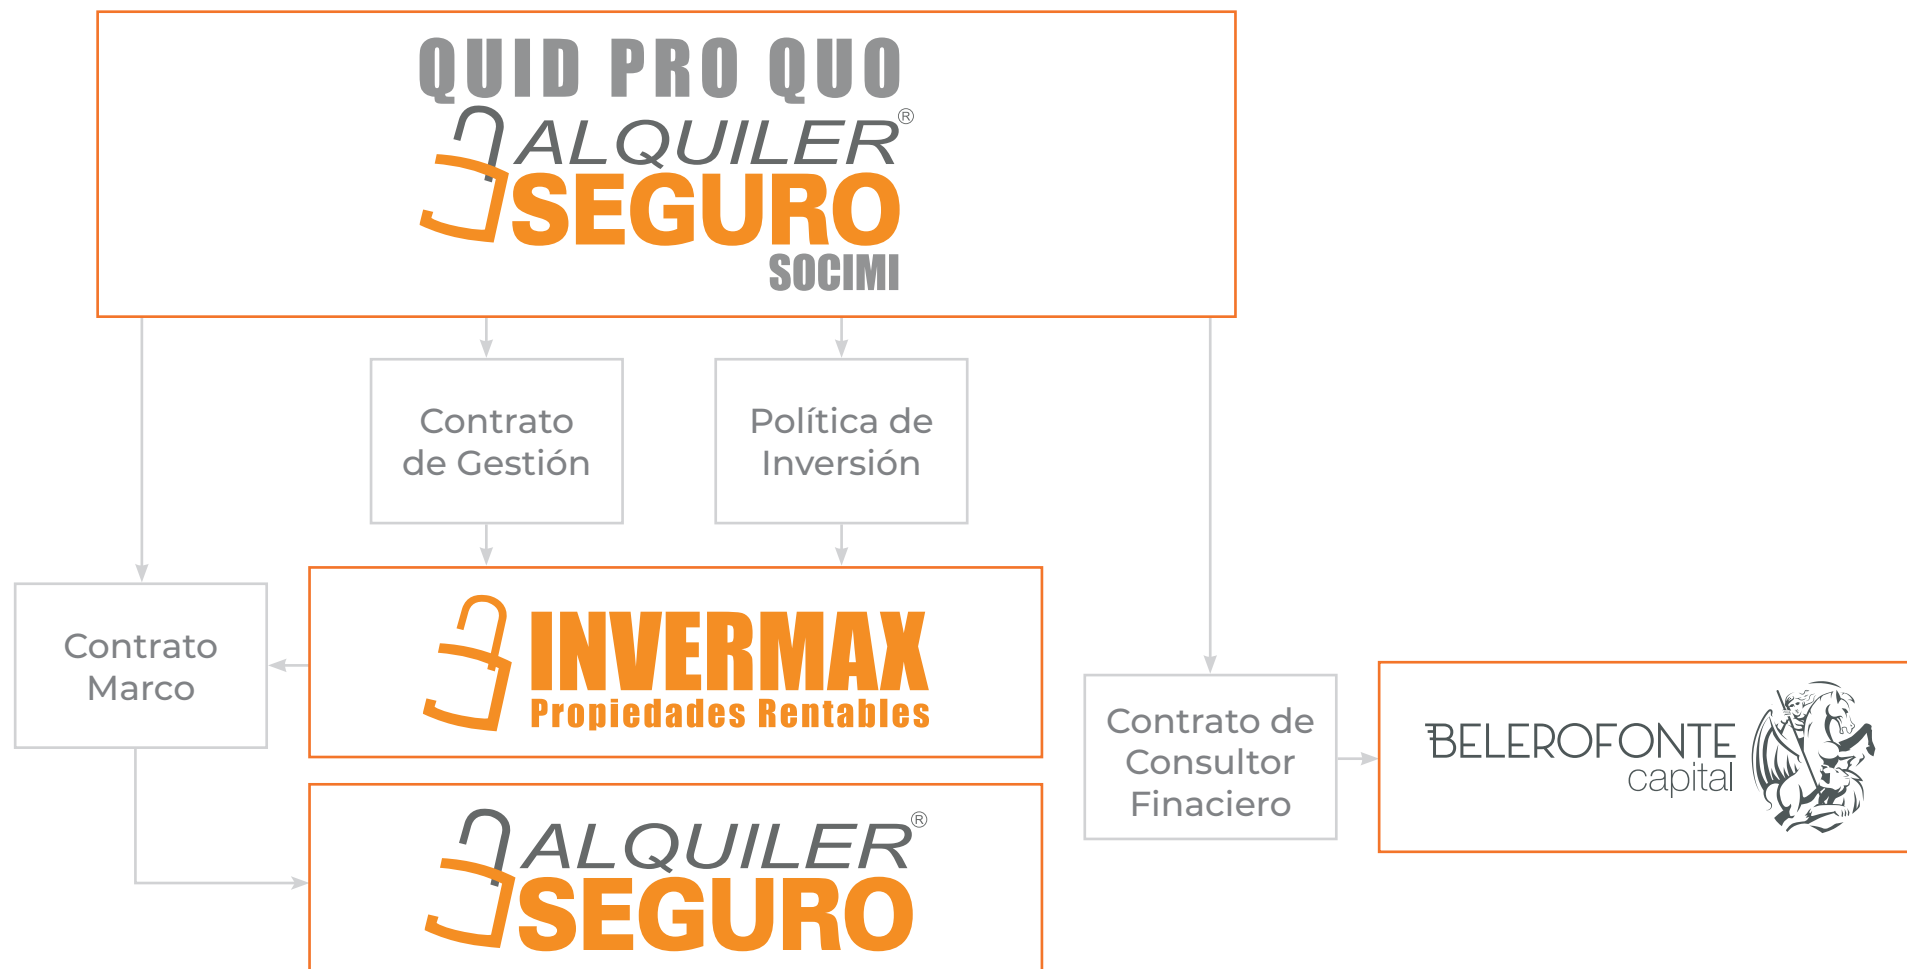 QUID PRO QUO
ALQUILER®
SEGURO
SOCIMI
Contrato
de Gestión
Política de
Inversión
Contrato
Marco
INVERMAX
Propiedades Rentables
Contrato de
Consultor
Finaciero
BELEROFONTE
capital
ALQUILER®
SEGURO